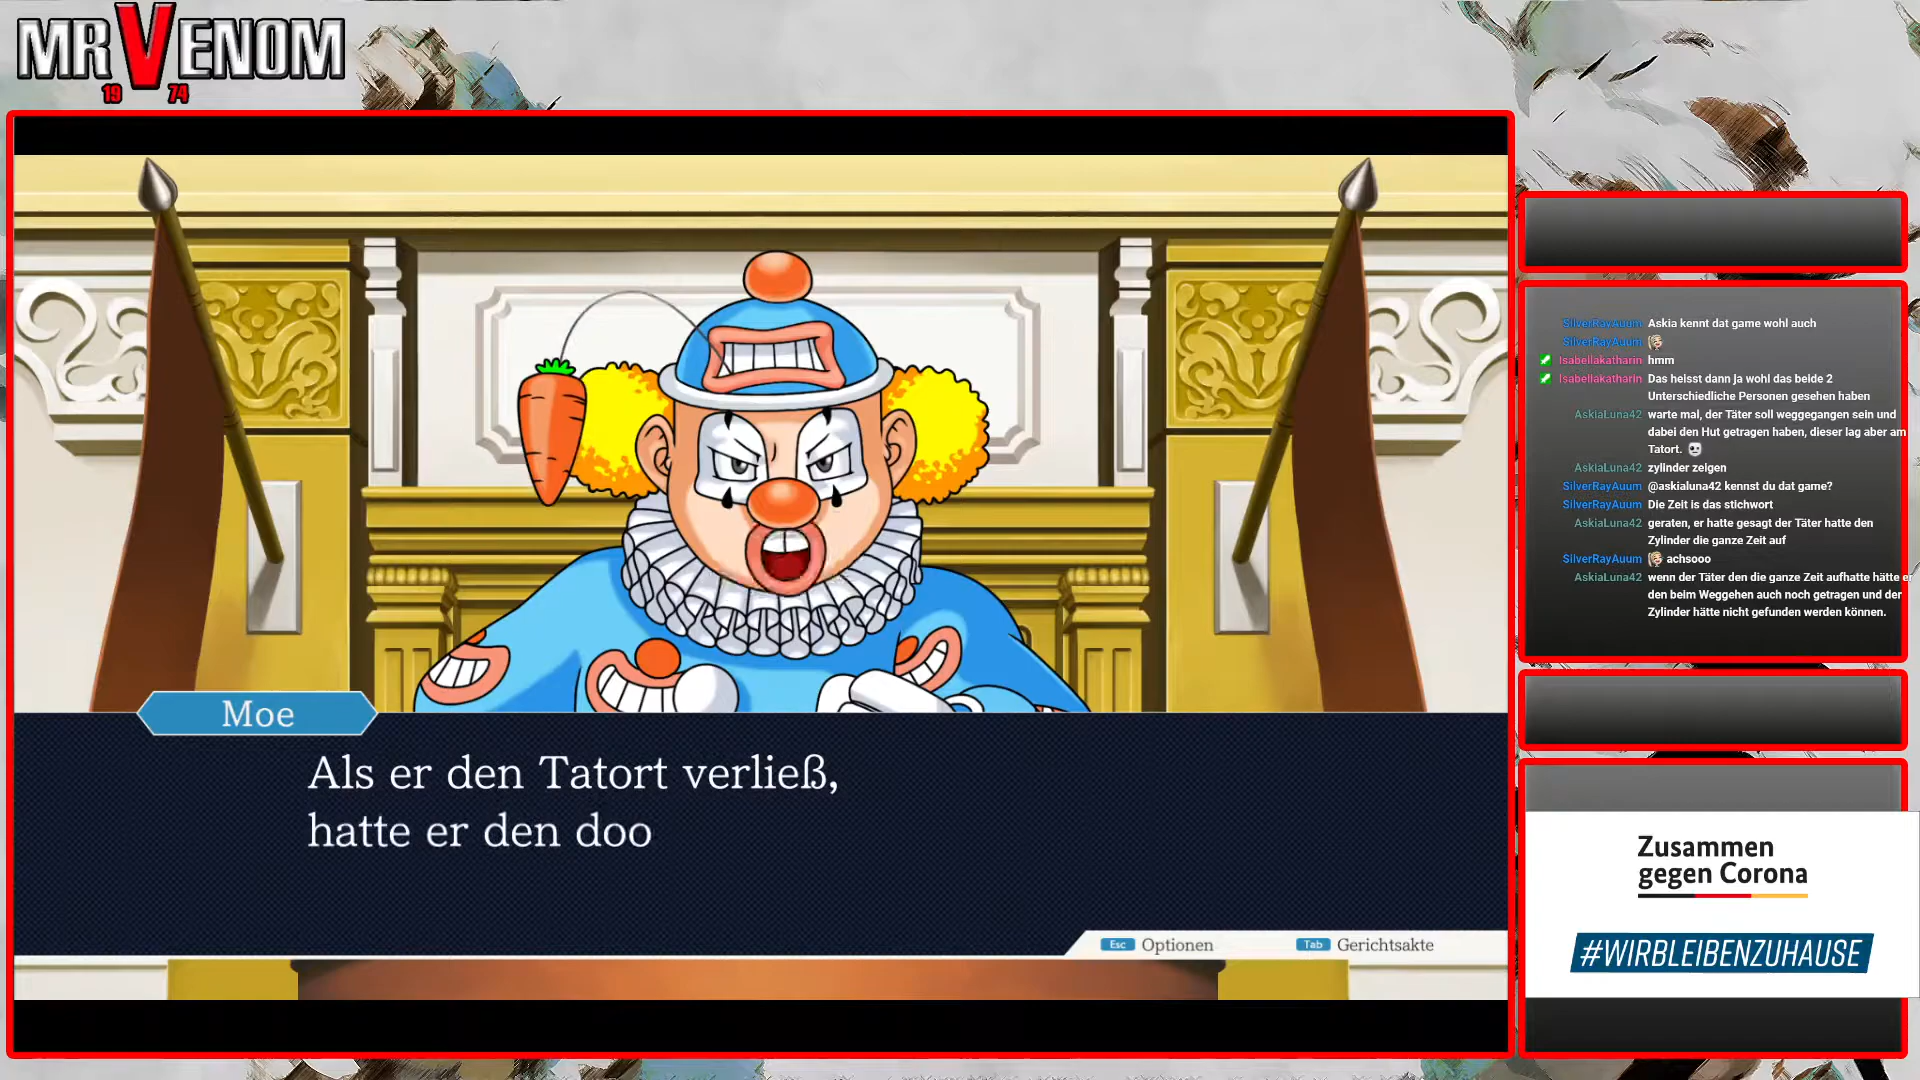 MRVENOM
19 74
SilverRayAuum Askia kennt dat game wohl auch
SilverRayAuum
Isabellakatharin hmm
Isabellakatharin Das heisst dann ja wohl das beide 2
Unterschiedliche Personen gesehen haben
AskiaLuna42 warte mal, der Täter soll weggegangen sein und
dabei den Hut getragen haben, dieser lag aber am
Tatort.
AskiaLuna42 zylinder zeigen
SilverRayAuum @askialuna42 kennst du dat game?
SilverRayAuum Die Zeit is das stichwort
AskiaLuna42 geraten, er hatte gesagt der Täter hatte den
Zylinder die ganze Zeit auf
SilverRayAuum achsooo
AskiaLuna42 wenn der Täter den die ganze Zeit aufhatte hätte er
den beim Weggehen auch noch getragen und der
Zylinder hätte nicht gefunden werden können.
Moe
Als er den Tatort verließ,
hatte er den doo
Esc Optionen Tab Gerichtsakte
Zusammen
gegen Corona
#WIRBLEIBENZUHAUSE